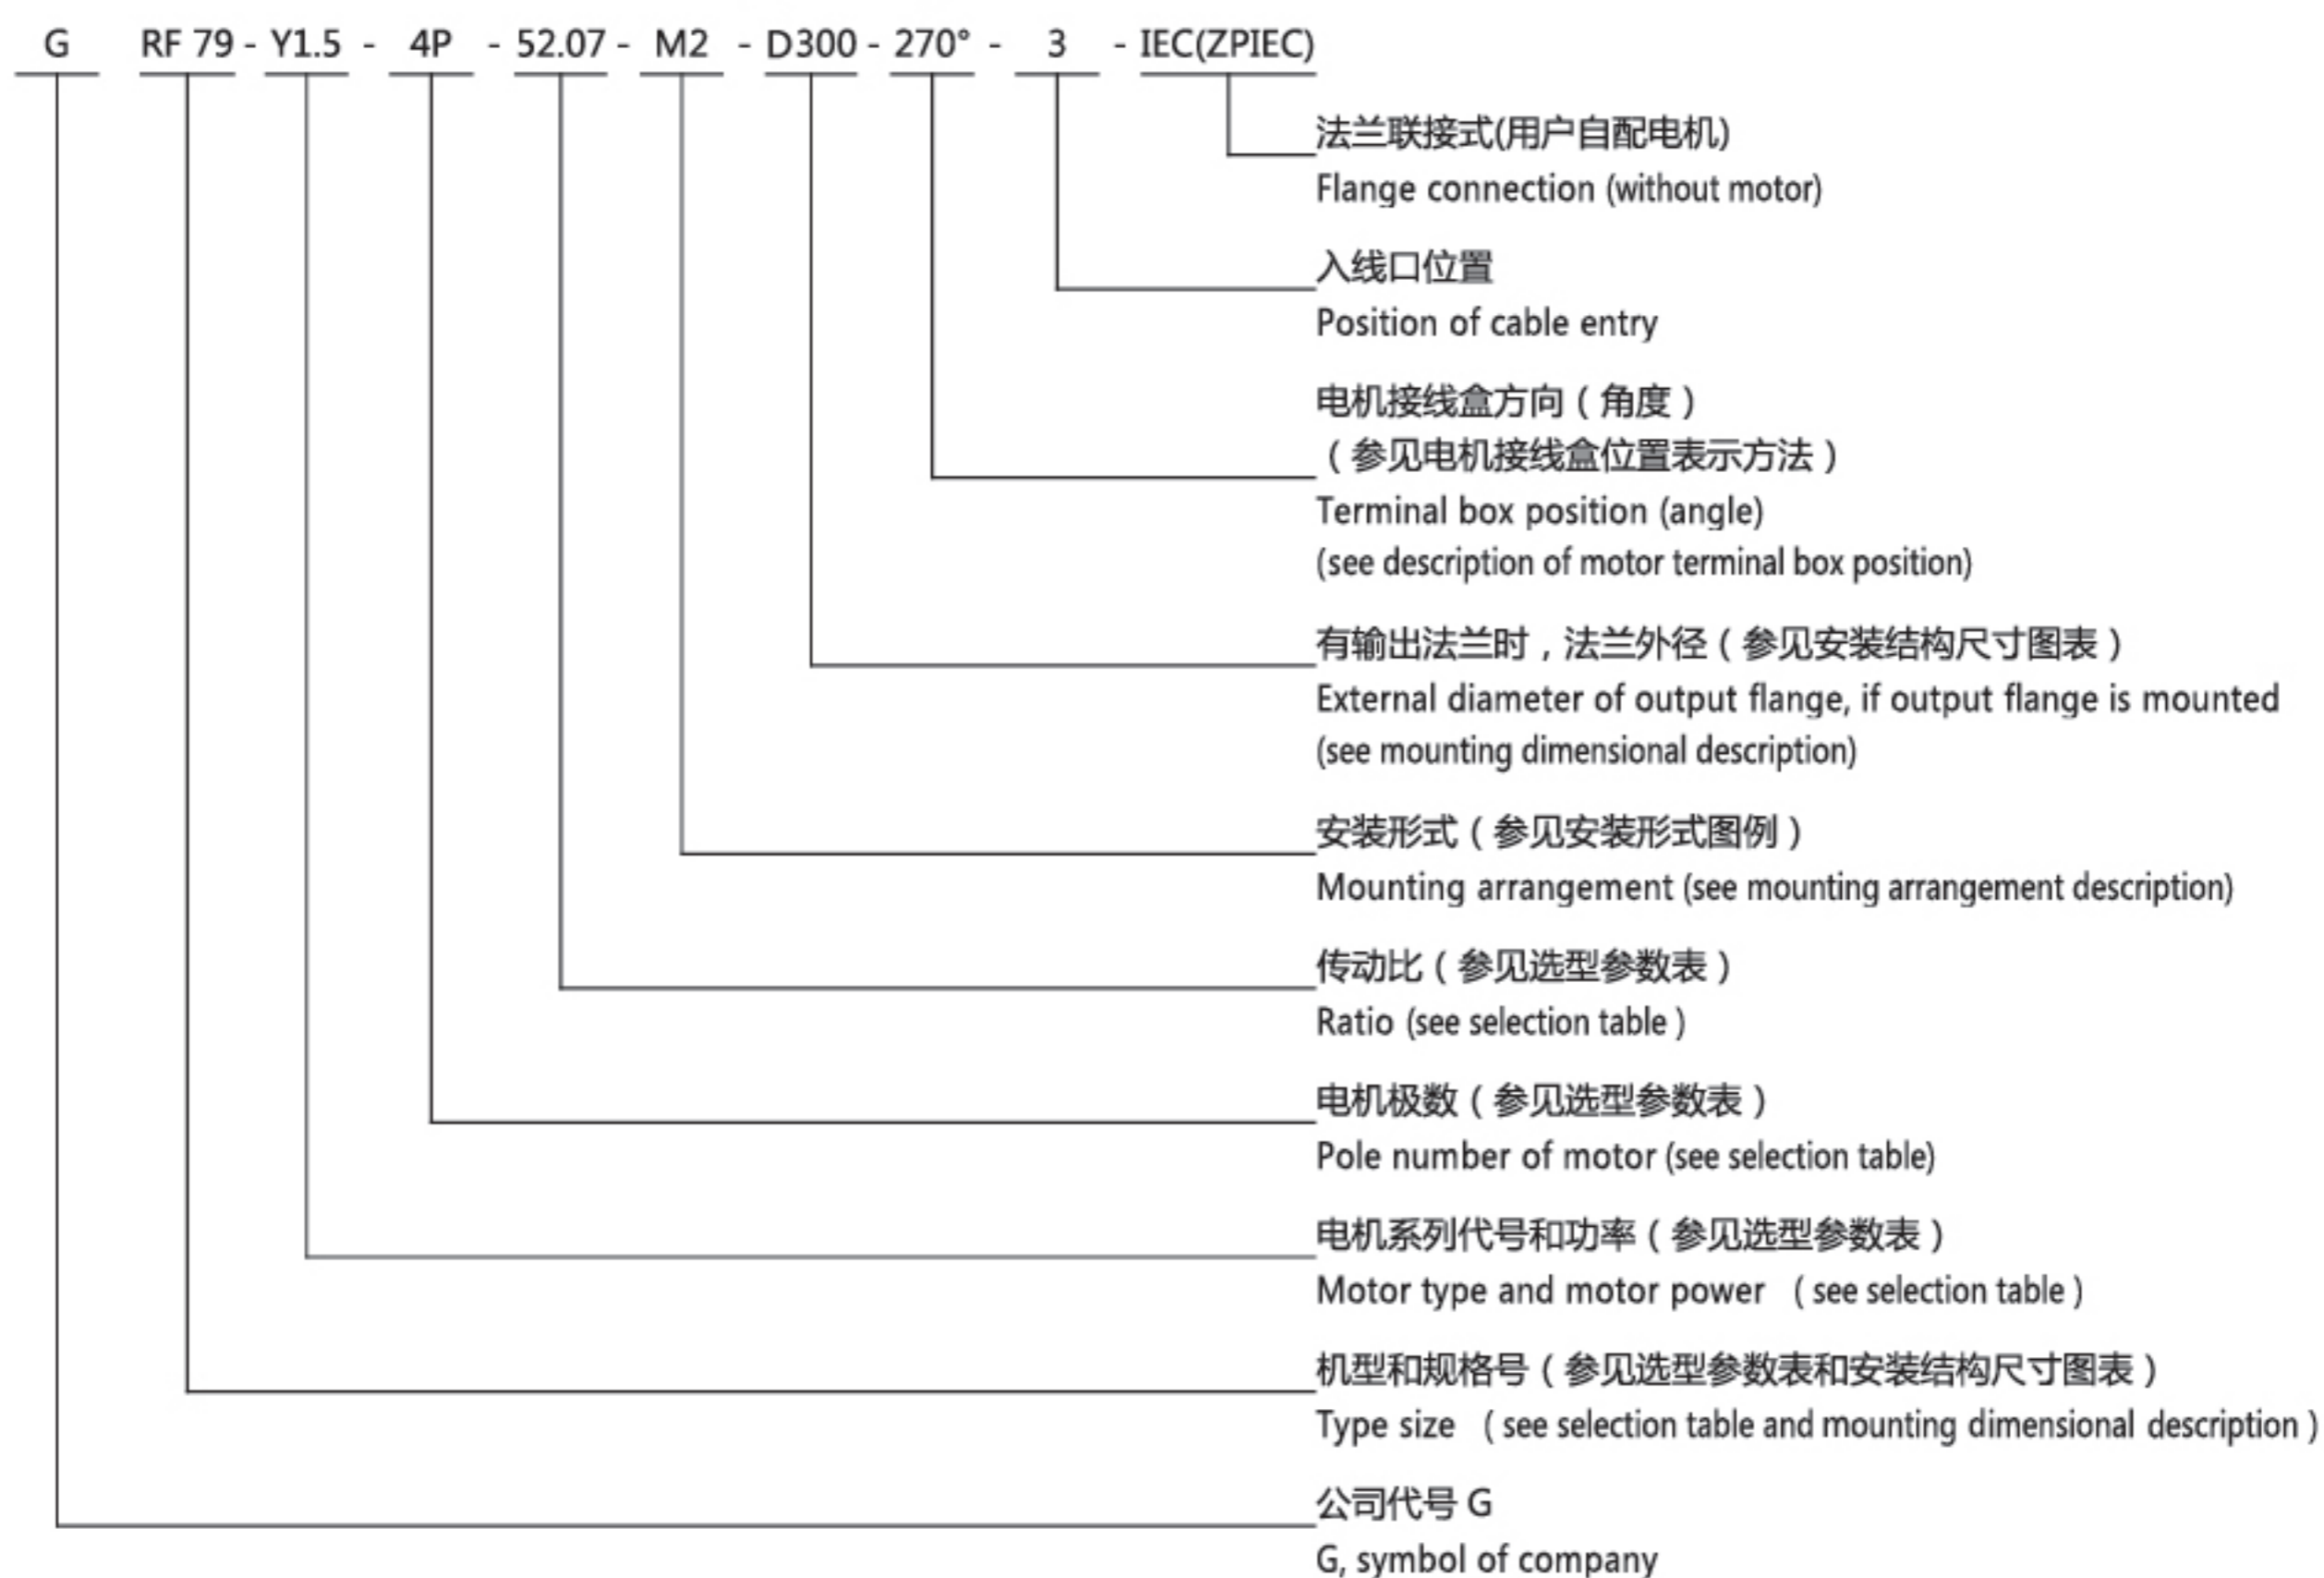 G RF 79 - Y1.5 - 4P - 52.07 - M2 - D300 - 270° - 3 - IEC(ZPIEC)
法兰联接式(用户自配电机)
Flange connection (without motor)
入线口位置
Position of cable entry
电机接线盒方向(角度)
(参见电机接线盒位置表示方法)
Terminal box position (angle)
(see description of motor terminal box position)
有输出法兰时,法兰外径(参见安装结构尺寸图表)
External diameter of output flange, if output flange is mounted
(see mounting dimensional description)
安装形式(参见安装形式图例)
Mounting arrangement (see mounting arrangement description)
传动比(参见选型参数表)
Ratio (see selection table )
电机极数(参见选型参数表)
Pole number of motor (see selection table)
电机系列代号和功率(参见选型参数表)
Motor type and motor power ( see selection table )
机型和规格号(参见选型参数表和安装结构尺寸图表)
Type size ( see selection table and mounting dimensional description )
公司代号 G
G, symbol of company